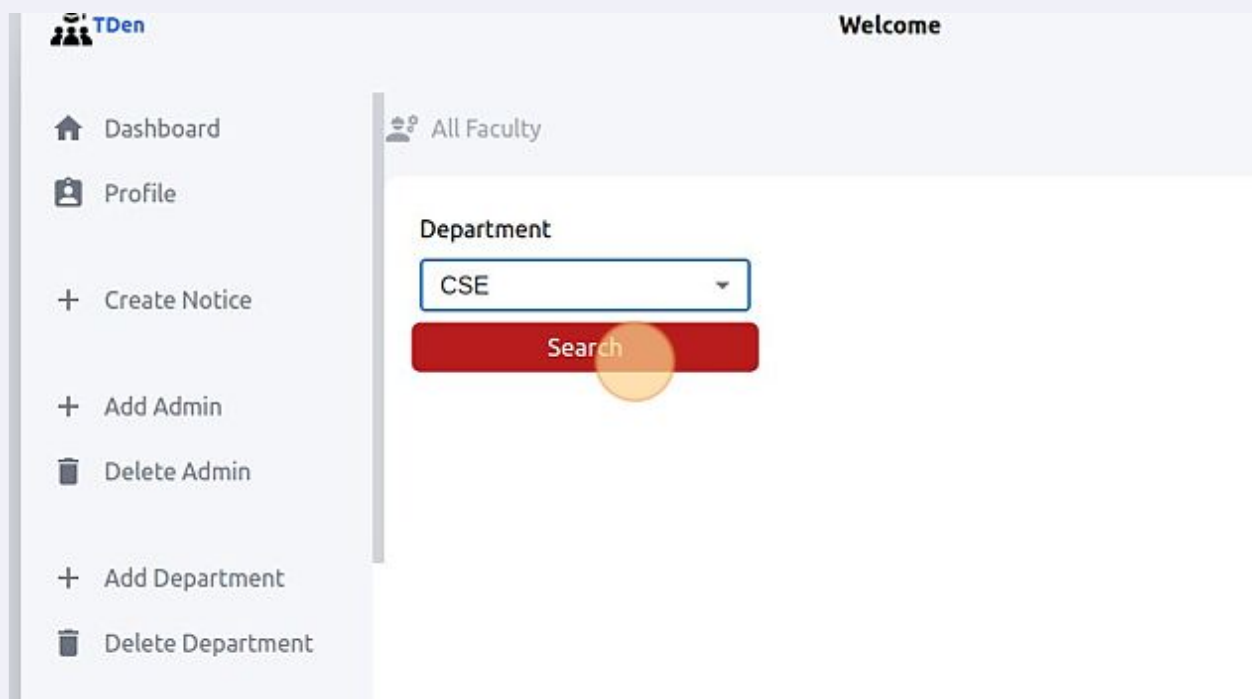 TDen
Welcome
Dashboard
All Faculty
Profile
Department
CSE
Create Notice
Search
Add Admin
Delete Admin
Add Department
Delete Department